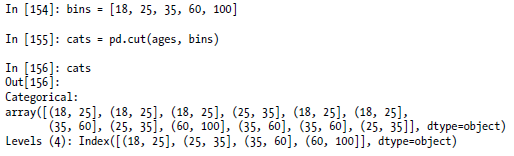 In [154]: bins = [18, 25, 35, 60, 100]
In [155]: cats = pd.cut(ages, bins)
In [156]: cats
Out[156]:
Categorical:
array([(18, 25], (18, 25], (18, 25], (25, 35], (18, 25], (18, 25],
(35, 60], (25, 35], (60, 100], (35, 60], (35, 60], (25, 35]], dtype=object)
Levels (4): Index([(18, 25], (25, 35], (35, 60], (60, 100]], dtype=object)